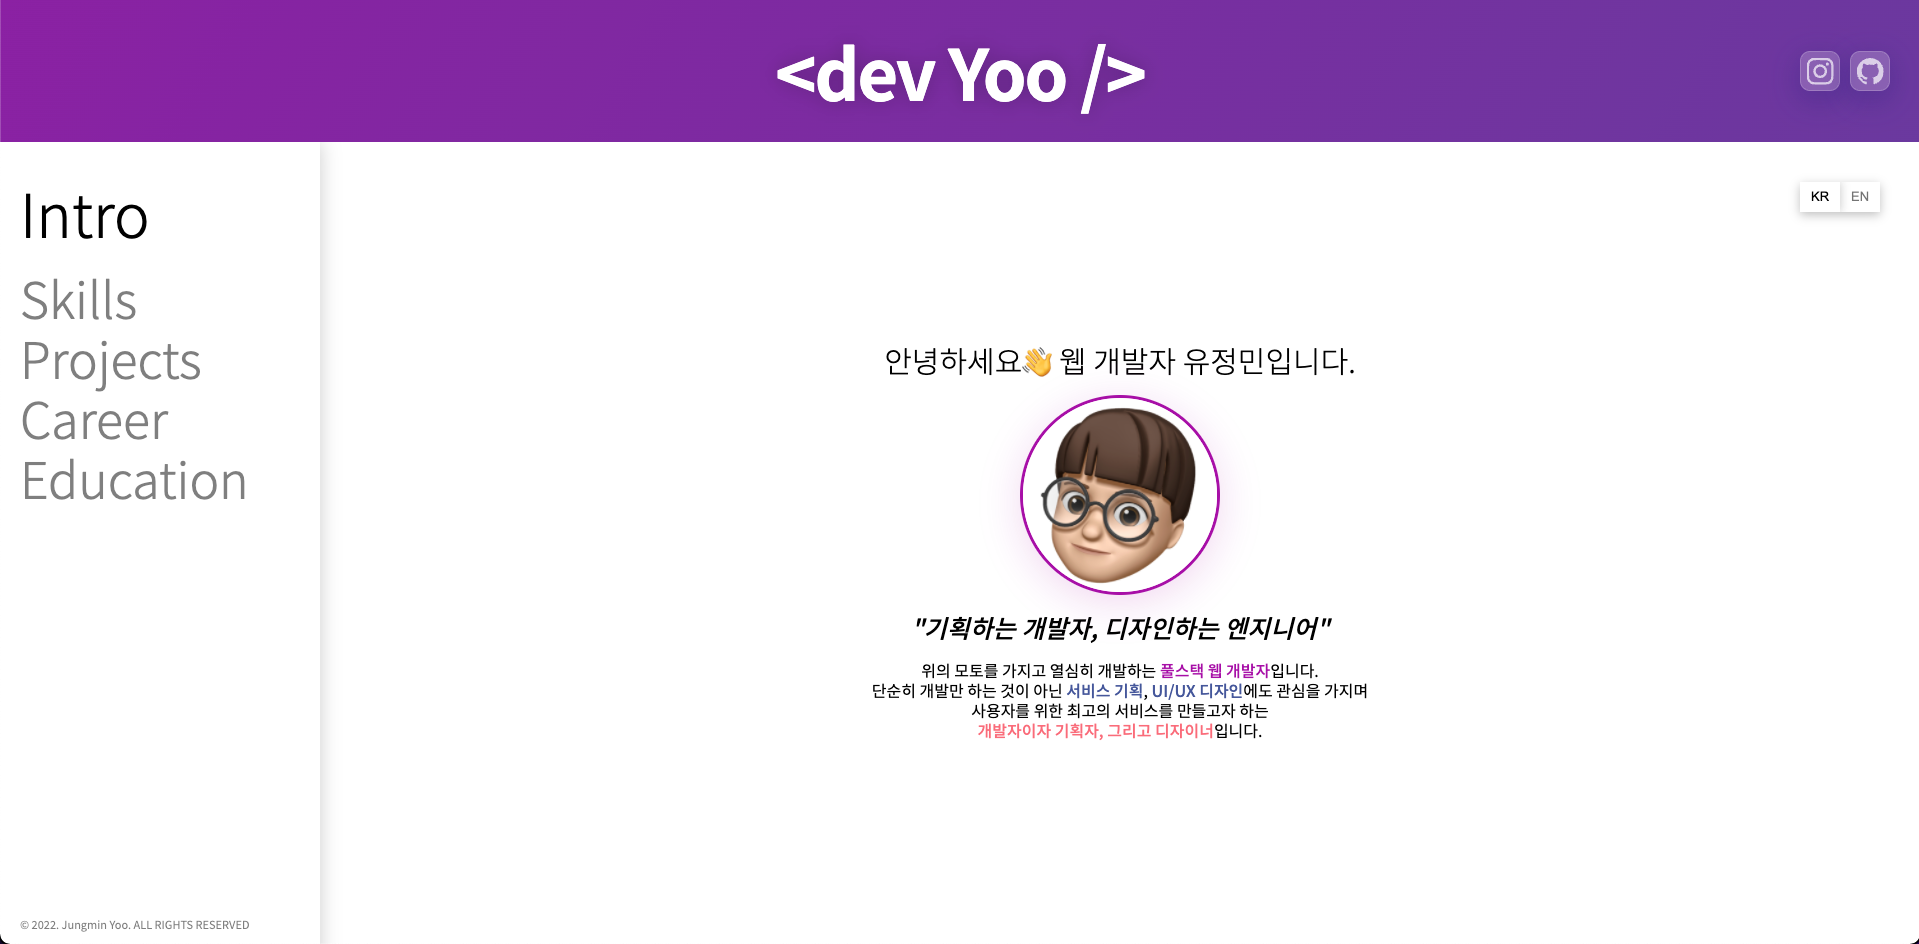 <dev Yoo />
Intro
Skills
Projects
Career
Education
KR EN
안녕하세요👋 웹 개발자 유정민입니다.
"기획하는 개발자, 디자인하는 엔지니어"
위의 모토를 가지고 열심히 개발하는 풀스택 웹 개발자입니다.
단순히 개발만 하는 것이 아닌 서비스 기획, UI/UX 디자인에도 관심을 가지며
사용자를 위한 최고의 서비스를 만들고자 하는
개발자이자 기획자, 그리고 디자이너입니다.
© 2022. Jungmin Yoo. ALL RIGHTS RESERVED